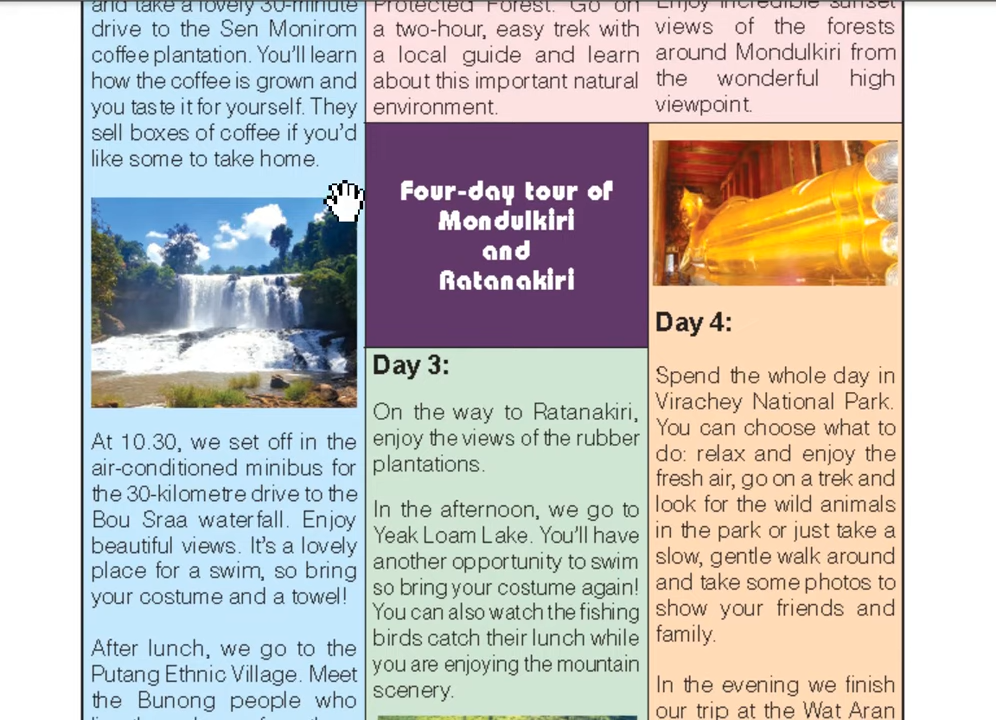 and take a lovely 30-minute
drive to the Sen Monirom
coffee plantation. You'll learn
how the coffee is grown and
you taste it for yourself. They
sell boxes of coffee if you'd
like some to take home.
At 10.30, we set off in the
air-conditioned minibus for
the 30-kilometre drive to the
Bou Sraa waterfall. Enjoy
beautiful views. It's a lovely
place for a swim, so bring
your costume and a towel!
After lunch, we go to the
Putang Ethnic Village. Meet
the Bunong people who
Protected Forest. Go on
a two-hour, easy trek with
a local guide and learn
about this important natural
environment.
Four-day tour of
Mondulkiri
and
Ratanakiri
Day 3:
On the way to Ratanakiri,
enjoy the views of the rubber
plantations.
In the afternoon, we go to
Yeak Loam Lake. You'll have
another opportunity to swim
so bring your costume again!
You can also watch the fishing
birds catch their lunch while
you are enjoying the mountain
scenery.
Enjoy incredible sunset
views of the forests
around Mondulkiri from
the wonderful high
viewpoint.
Day 4:
Spend the whole day in
Virachey National Park.
You can choose what to
do: relax and enjoy the
fresh air, go on a trek and
look for the wild animals
in the park or just take a
slow, gentle walk around
and take some photos to
show your friends and
family.
In the evening we finish
our trip at the Wat Aran